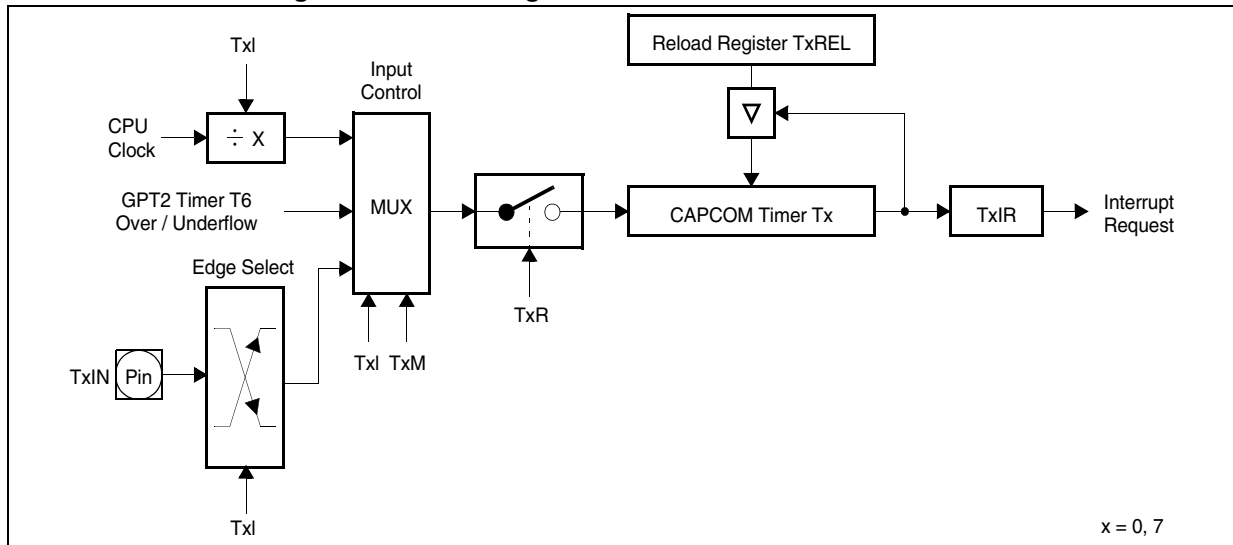 Reload Register TxREL
TxI
Input
Control
CPU
Clock
÷ X
GPT2 Timer T6
Over / Underflow
MUX
CAPCOM Timer Tx
TxIR
Interrupt
Request
Edge Select
TxR
TxI TxM
TxIN
Pin
TxI
x = 0, 7